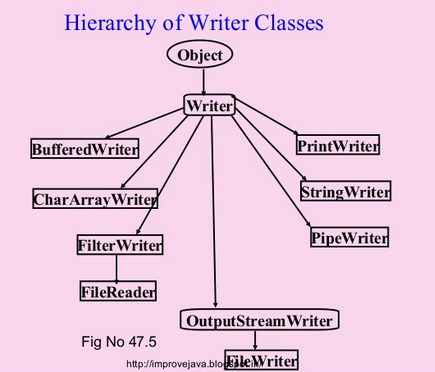 Hierarchy of Writer Classes
Object
Writer
BufferedWriter
PrintWriter
CharArrayWriter
StringWriter
FilterWriter
PipeWriter
FileReader
OutputStreamWriter
Fig No 47.5
FileWriter
http://improvejava.blogspot.in/